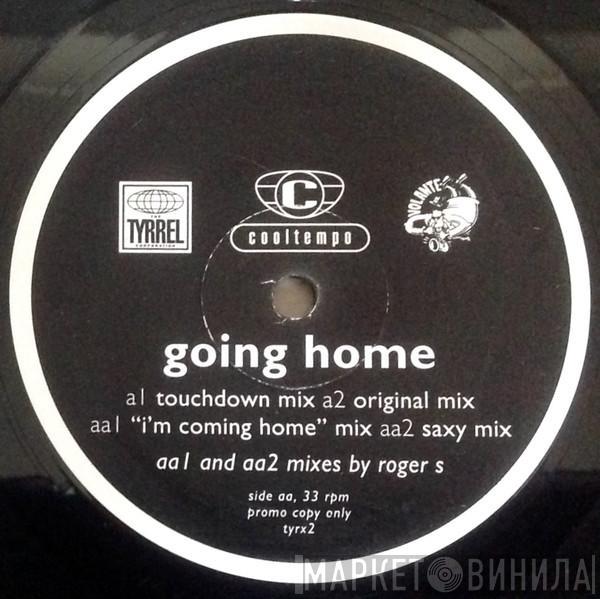 THE
TYRREL
CORPORATION
C
cooltempo
VOLANTE
going home
a1 touchdown mix a2 original mix
aa1 “i’m coming home” mix aa2 saxy mix
aa1 and aa2 mixes by roger s
side aa, 33 rpm
promo copy only
tyrx2
МАРКЕТ ВИНИЛА